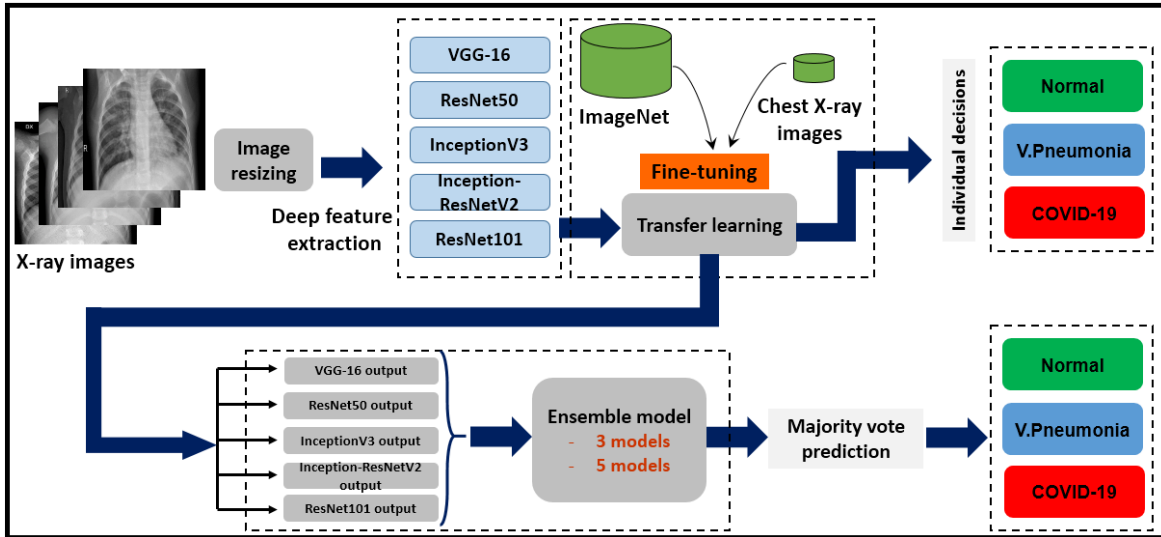 X-ray images
R
Image
resizing
Deep feature
extraction
VGG-16
ResNet50
InceptionV3
Inception-
ResNetV2
ResNet101
ImageNet
Chest X-ray
images
Fine-tuning
Transfer learning
Individual decisions
Normal
V.Pneumonia
COVID-19
VGG-16 output
ResNet50 output
InceptionV3 output
Inception-ResNetV2
output
ResNet101 output
Ensemble model
- 3 models
- 5 models
Majority vote
prediction
Normal
V.Pneumonia
COVID-19